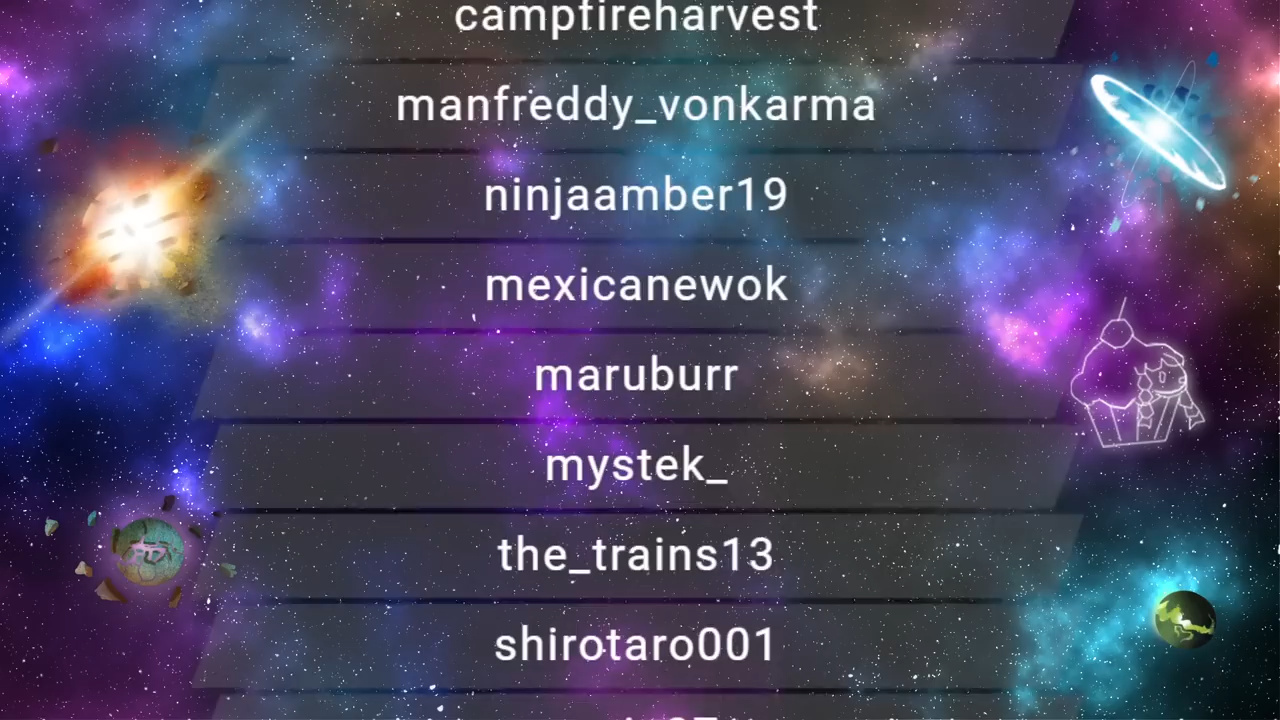 campfireharvest
manfreddy_vonkarma
ninjaamber19
mexicanewok
maruburr
mystek_
the_trains13
shirotaro001